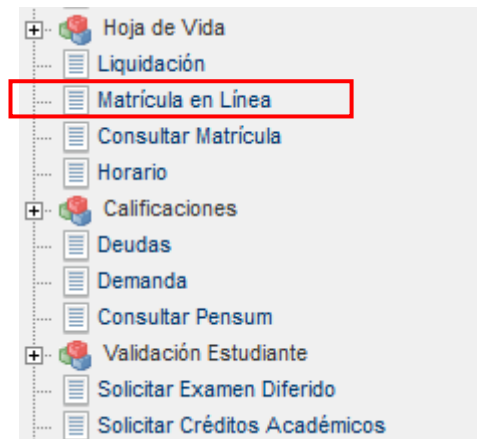 Hoja de Vida
Liquidación
Matrícula en Línea
Consultar Matrícula
Horario
Calificaciones
Deudas
Demanda
Consultar Pensum
Validación Estudiante
Solicitar Examen Diferido
Solicitar Créditos Académicos